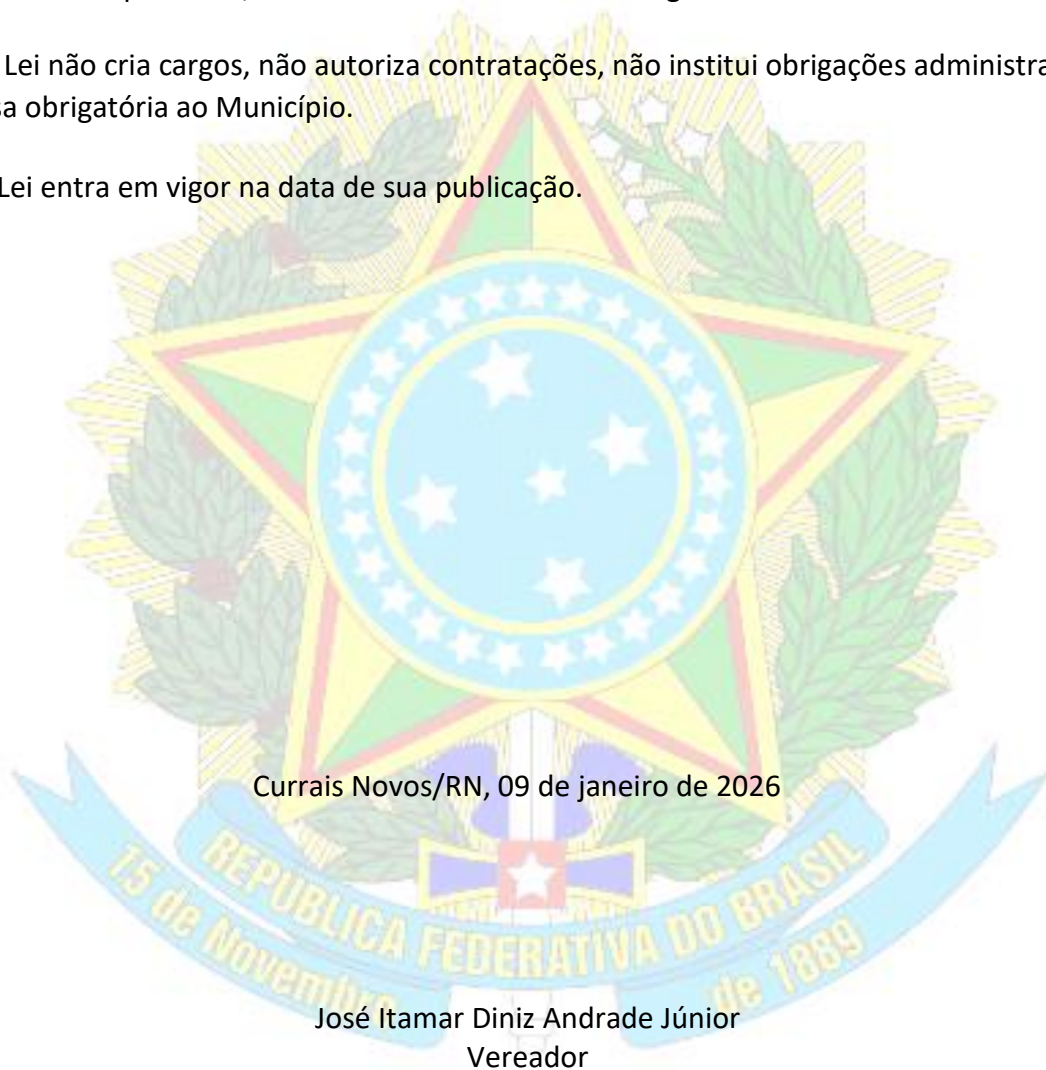 Lei não cria cargos, não autoriza contratações, não institui obrigações
obrigatória ao Município.
Lei entra em vigor na data de sua publicação.
Currais Novos/RN, 09 de janeiro de 2026
REPUBLICA FEDERATIVA DO BRASIL
15 de Novembro de 1889
José Itamar Diniz Andrade Júnior
Vereador